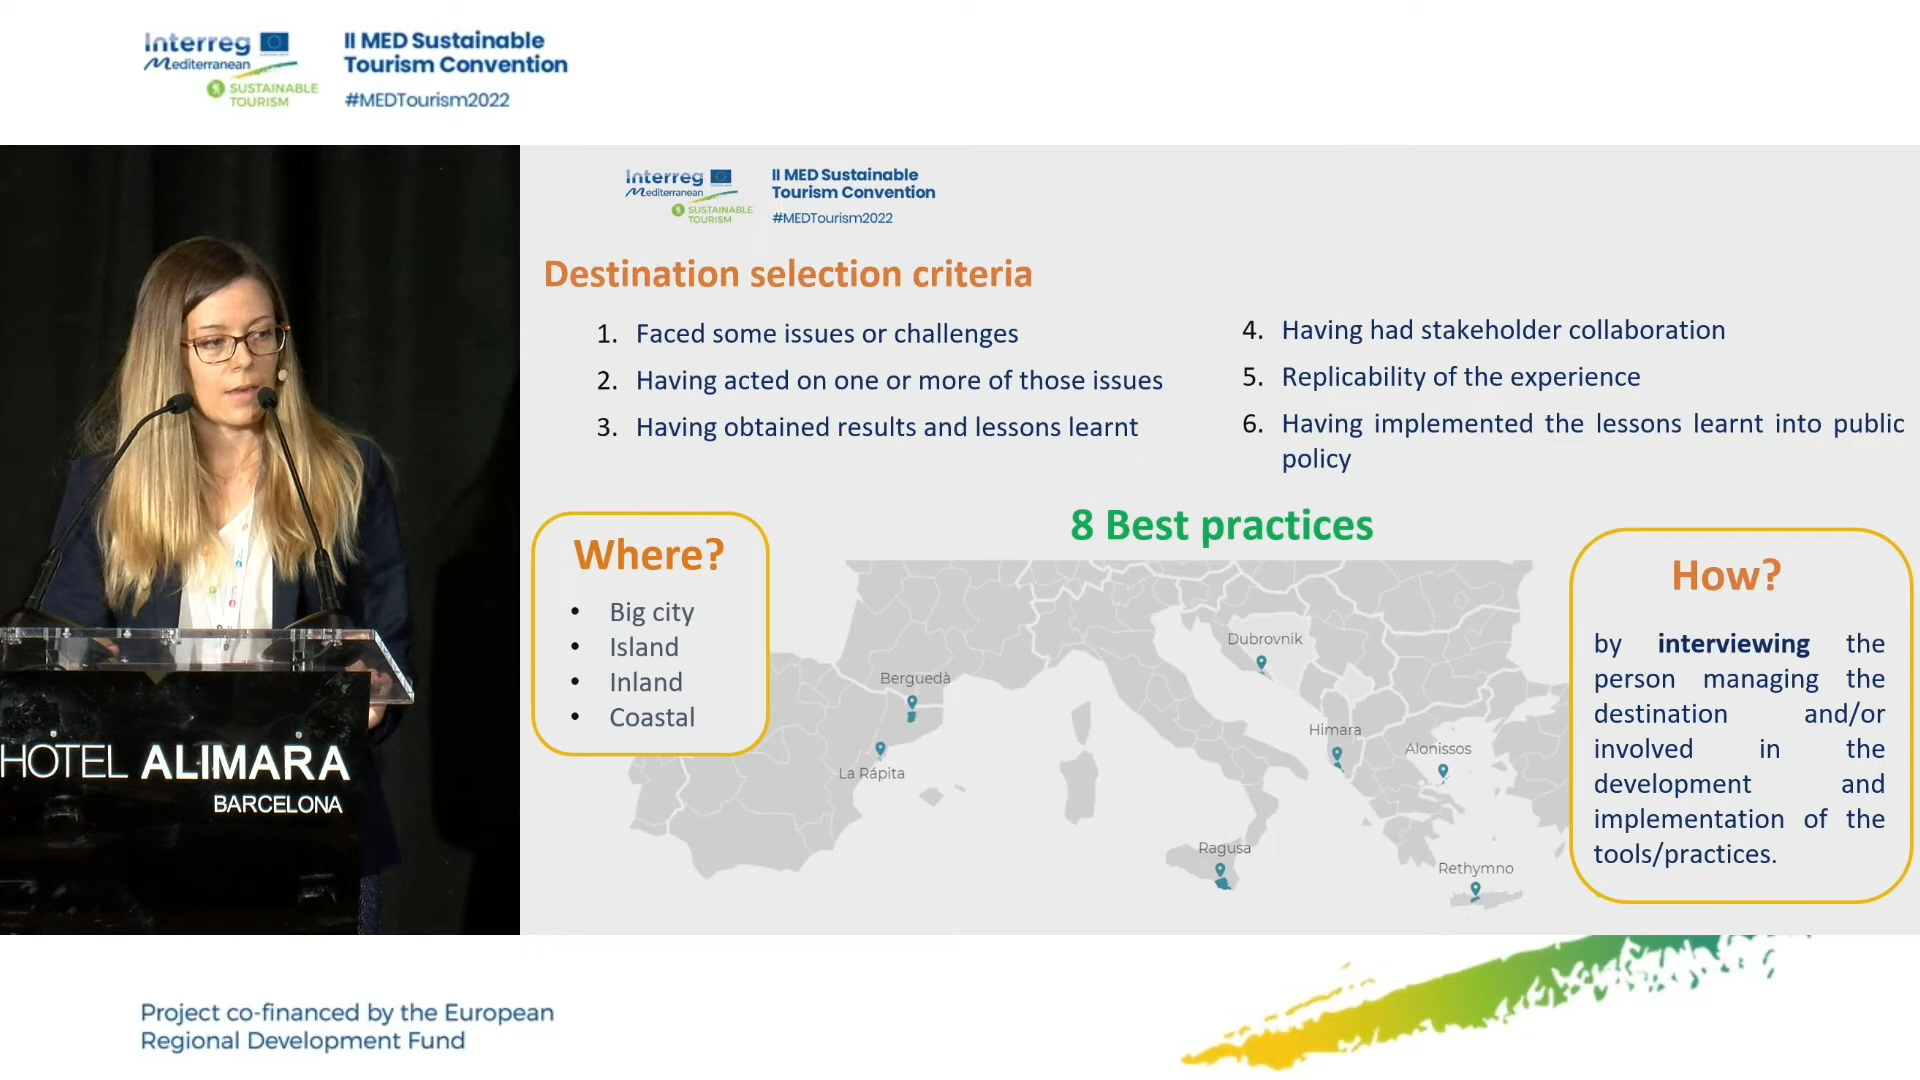 Interreg
Mediterranean
SUSTAINABLE
TOURISM
II MED Sustainable
Tourism Convention
#MEDTourism2022
Interreg
Mediterranean
SUSTAINABLE
TOURISM
II MED Sustainable
Tourism Convention
#MEDTourism2022
Destination selection criteria
1. Faced some issues or challenges
2. Having acted on one or more of those issues
3. Having obtained results and lessons learnt
4. Having had stakeholder collaboration
5. Replicability of the experience
6. Having implemented the lessons learnt into public
policy
8 Best practices
Where?
• Big city
• Island
• Inland
• Coastal
Dubrovnik
Berguedà
Himara
Alonissos
La Rápita
Ragusa
Rethymno
How?
by interviewing the
person managing the
destination and/or
involved in the
development and
implementation of the
tools/practices.
HOTEL ALIMARA
BARCELONA
Project co-financed by the European
Regional Development Fund